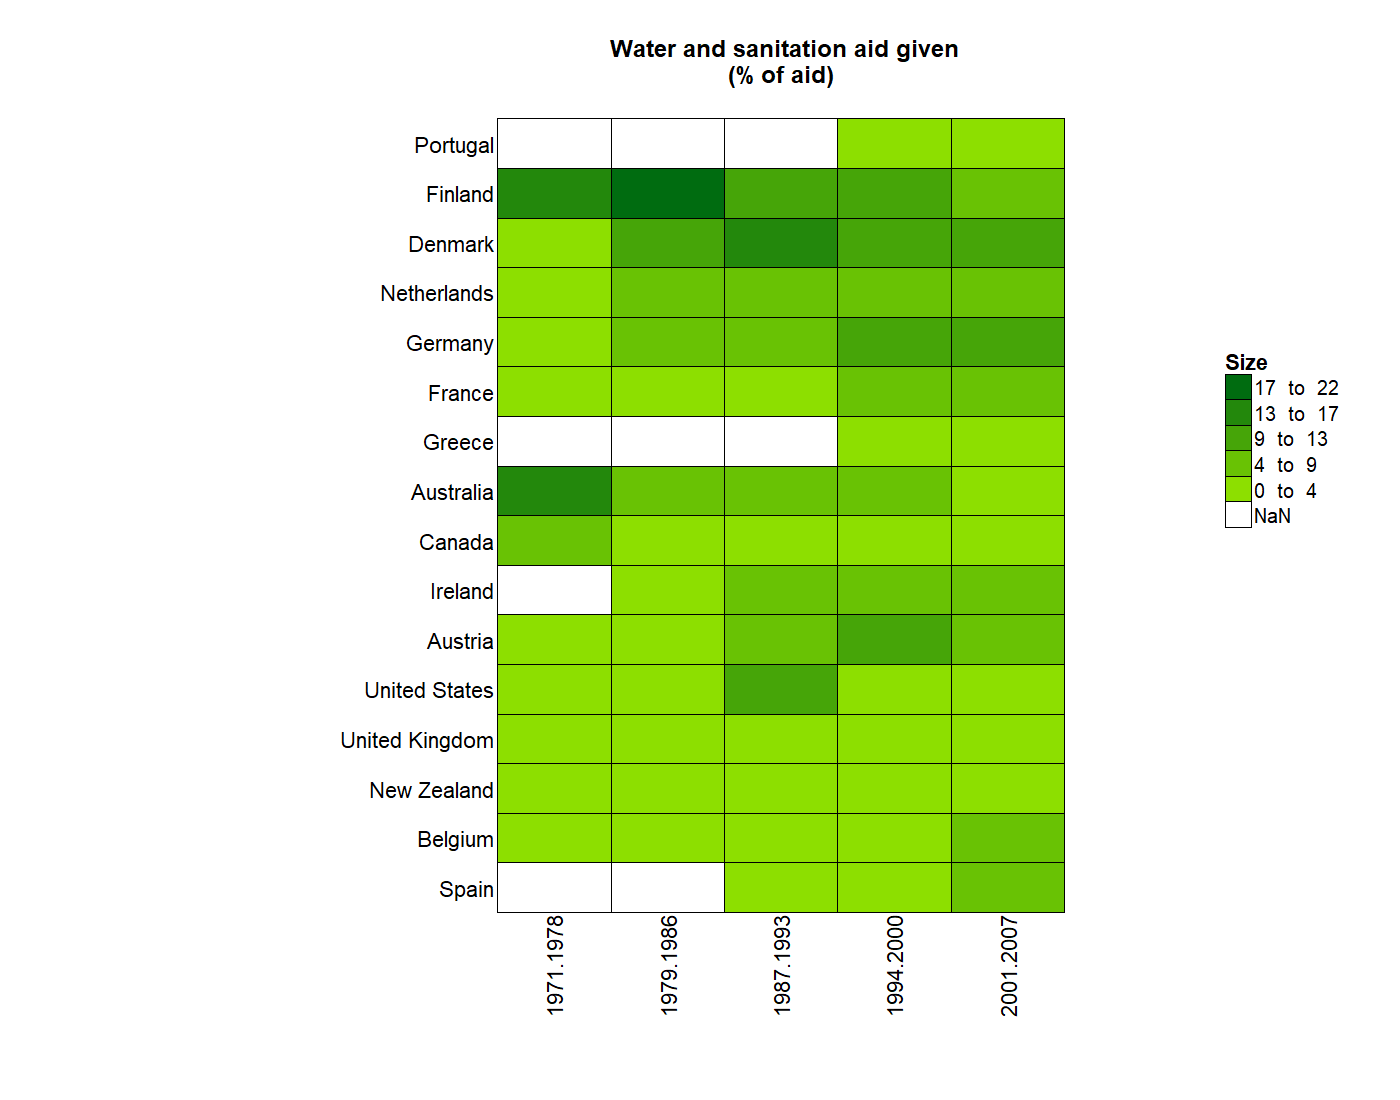 Water and sanitation aid given
(% of aid)
Portugal
Finland
Denmark
Netherlands
Germany
France
Greece
Australia
Canada
Ireland
Austria
United States
United Kingdom
New Zealand
Belgium
Spain
1971.1978
1979.1986
1987.1993
1994.2000
2001.2007
Size
17 to 22
13 to 17
9 to 13
4 to 9
0 to 4
NaN